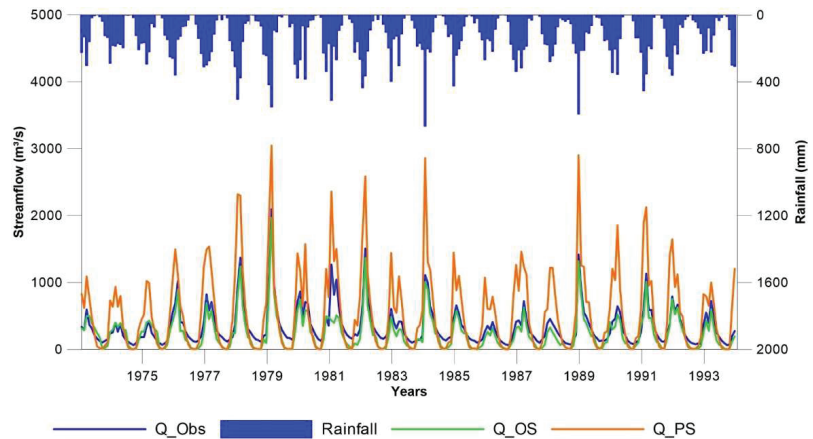 5000
4000
3000
2000
1000
0
Streamflow (m³/s)
0
400
800
1200
1600
2000
Rainfall (mm)
1975 1977 1979 1981 1983 1985 1987 1989 1991 1993
Years
Q_Obs Rainfall Q_OS Q_PS